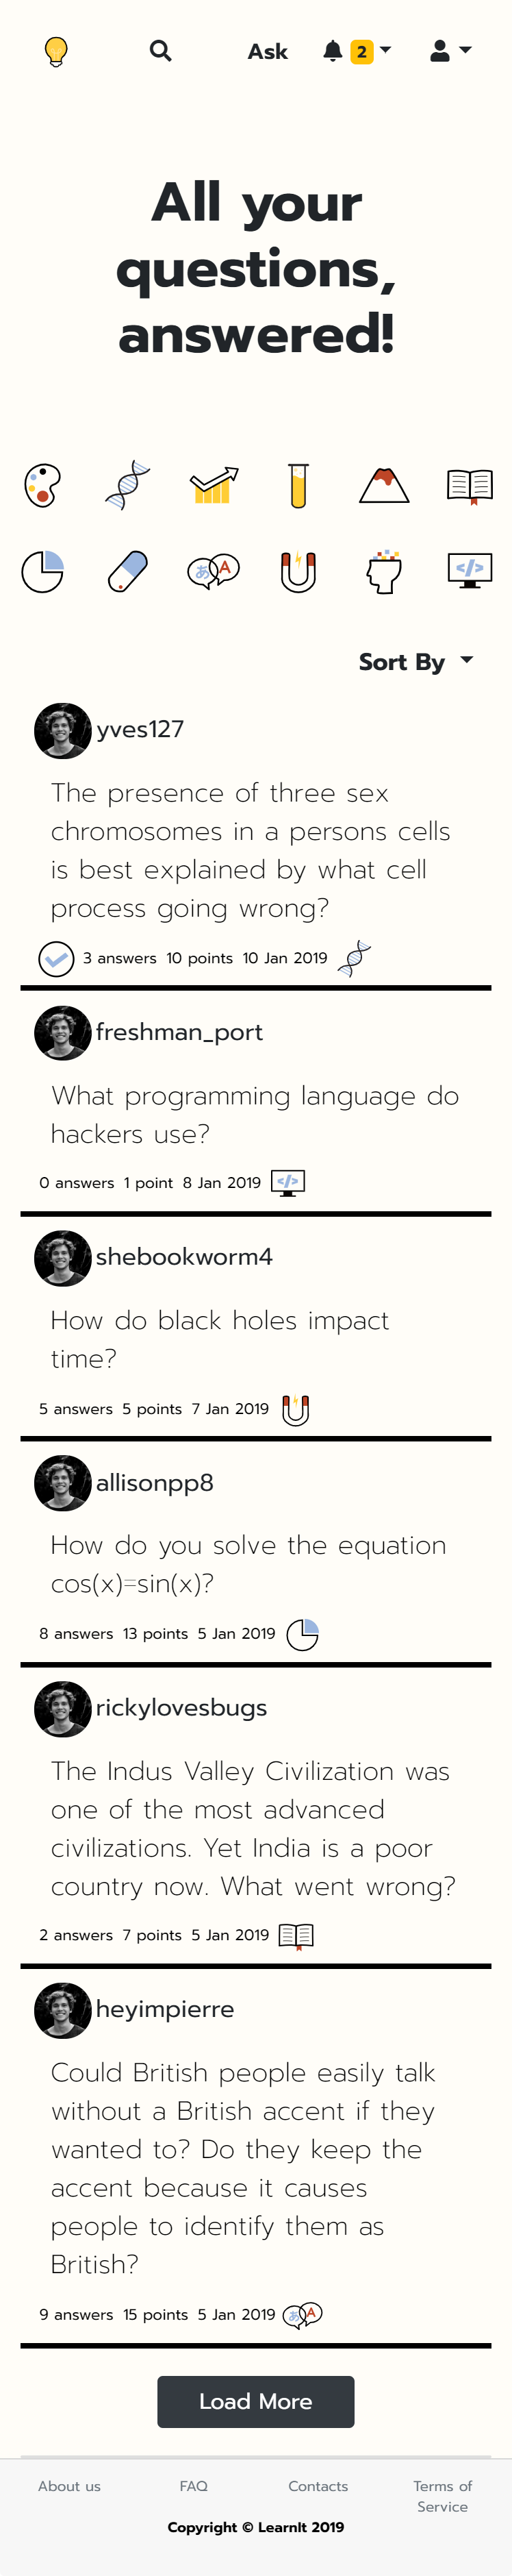 Ask 2
All your
questions,
answered!
あ A
</>
Sort By
yves127
The presence of three sex
chromosomes in a persons cells
is best explained by what cell
process going wrong?
3 answers 10 points 10 Jan 2019
freshman_port
What programming language do
hackers use?
0 answers 1 point 8 Jan 2019 </>
shebookworm4
How do black holes impact
time?
5 answers 5 points 7 Jan 2019
allisonpp8
How do you solve the equation
cos(x)=sin(x)?
8 answers 13 points 5 Jan 2019
rickylovesbugs
The Indus Valley Civilization was
one of the most advanced
civilizations. Yet India is a poor
country now. What went wrong?
2 answers 7 points 5 Jan 2019
heyimpierre
Could British people easily talk
without a British accent if they
wanted to? Do they keep the
accent because it causes
people to identify them as
British?
9 answers 15 points 5 Jan 2019 あ A
Load More
About us FAQ Contacts Terms of
Service
Copyright © LearnIt 2019